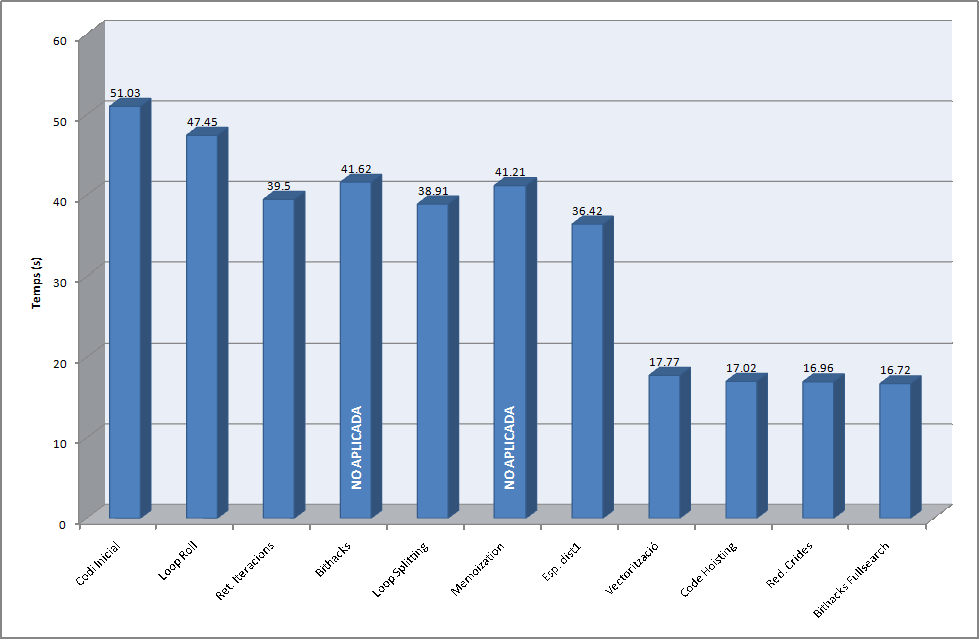 60
50
40
30
20
10
0
Temps (s)
51.03
47.45
39.5
41.62
38.91
41.21
36.42
17.77
17.02
16.96
16.72
NO APLICADA
NO APLICADA
Codi Inicial
Loop Roll
Ret. Iteracions
Bithacks
Loop Splitting
Memoization
Esp. dist1
Vectorització
Code Hoisting
Red. Crides
Bithacks Fullsearch